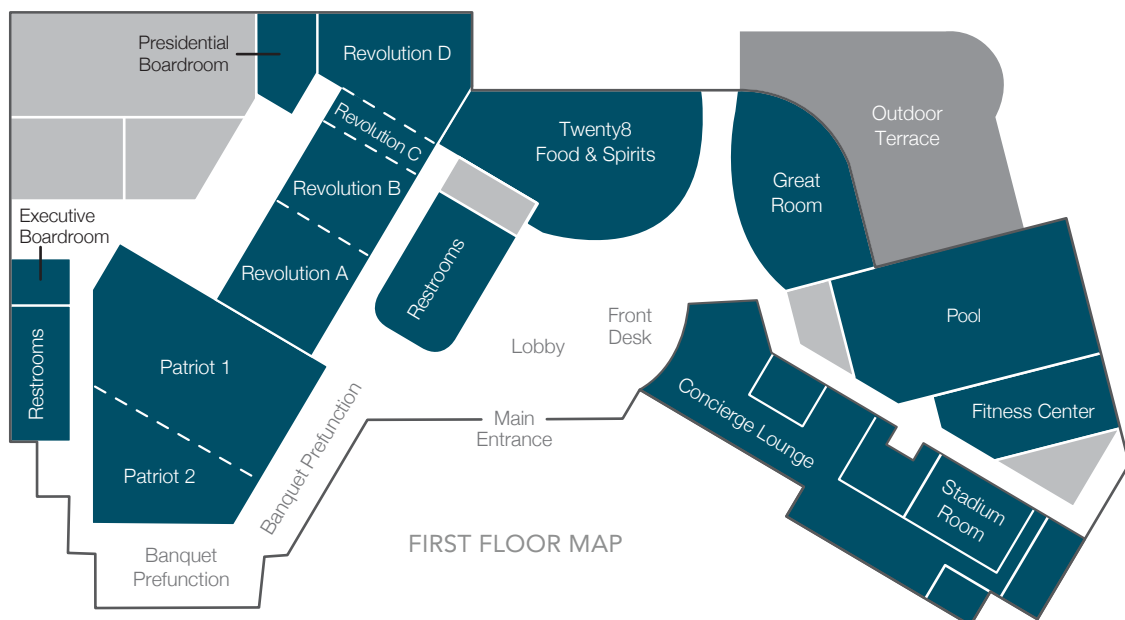 Presidential
Boardroom
Revolution D
Revolution C
Revolution B
Revolution A
Twenty8
Food & Spirits
Outdoor
Terrace
Great
Room
Executive
Boardroom
Restrooms
Restrooms
Patriot 1
Patriot 2
Banquet Prefunction
Banquet
Prefunction
Lobby
Front
Desk
Main
Entrance
Pool
Fitness Center
Concierge Lounge
Stadium
Room
FIRST FLOOR MAP